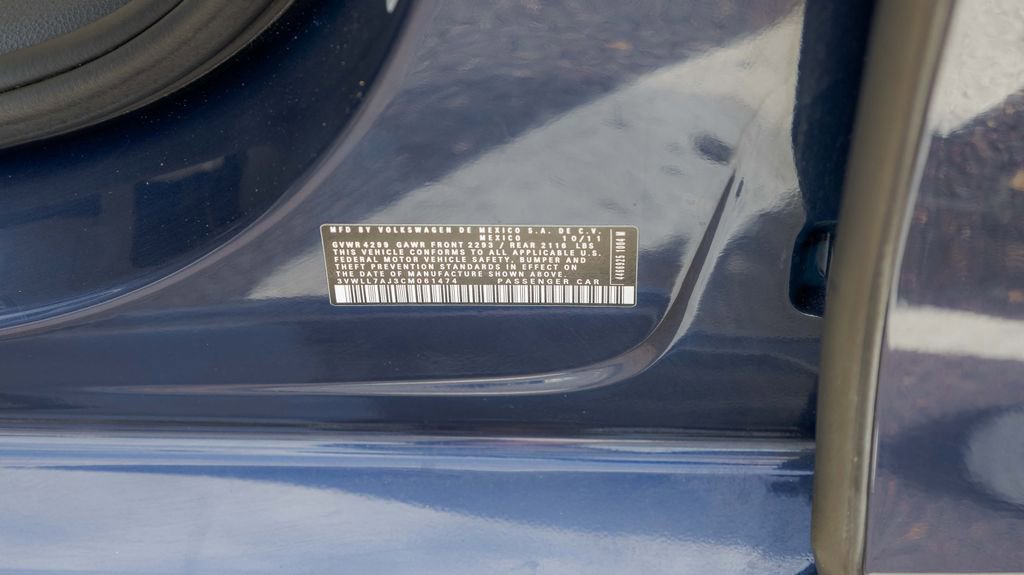 MFD BY VOLKSWAGEN DE MEXICO S.A. DE C.V.
MEXICO 10/11
GVWR 4299 GAWR FRONT 2293 / REAR 2116 LBS
THIS VEHICLE CONFORMS TO ALL APPLICABLE U.S.
FEDERAL MOTOR VEHICLE SAFETY, BUMPER AND
THEFT PREVENTION STANDARDS IN EFFECT ON
THE DATE OF MANUFACTURE SHOWN ABOVE.
3VWLL7AJ3CM061474 PASSENGER CAR
1446925 1004 M